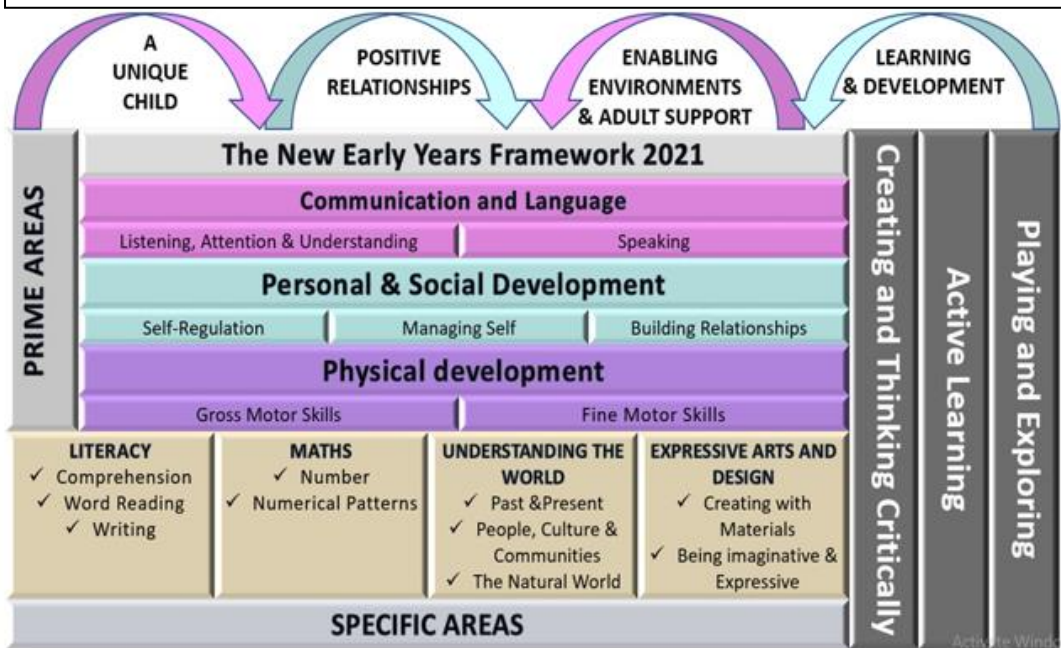 A
UNIQUE
CHILD
POSITIVE
RELATIONSHIPS
ENABLING
ENVIRONMENTS
& ADULT SUPPORT
LEARNING
& DEVELOPMENT
PRIME AREAS
The New Early Years Framework 2021
Communication and Language
Listening, Attention & Understanding
Speaking
Personal & Social Development
Self-Regulation
Managing Self
Building Relationships
Physical development
Gross Motor Skills
Fine Motor Skills
LITERACY
✓ Comprehension
✓ Word Reading
✓ Writing
MATHS
✓ Number
✓ Numerical Patterns
UNDERSTANDING THE
WORLD
✓ Past &Present
✓ People, Culture &
Communities
✓ The Natural World
EXPRESSIVE ARTS AND
DESIGN
✓ Creating with
Materials
✓ Being imaginative &
Expressive
SPECIFIC AREAS
Creating and Thinking Critically
Active Learning
Playing and Exploring
Activate Windo